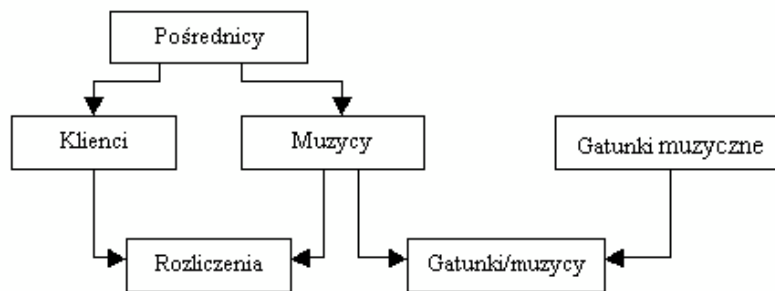 Pośrednicy
Klienci
Muzycy
Gatunki muzyczne
Rozliczenia
Gatunki/muzycy